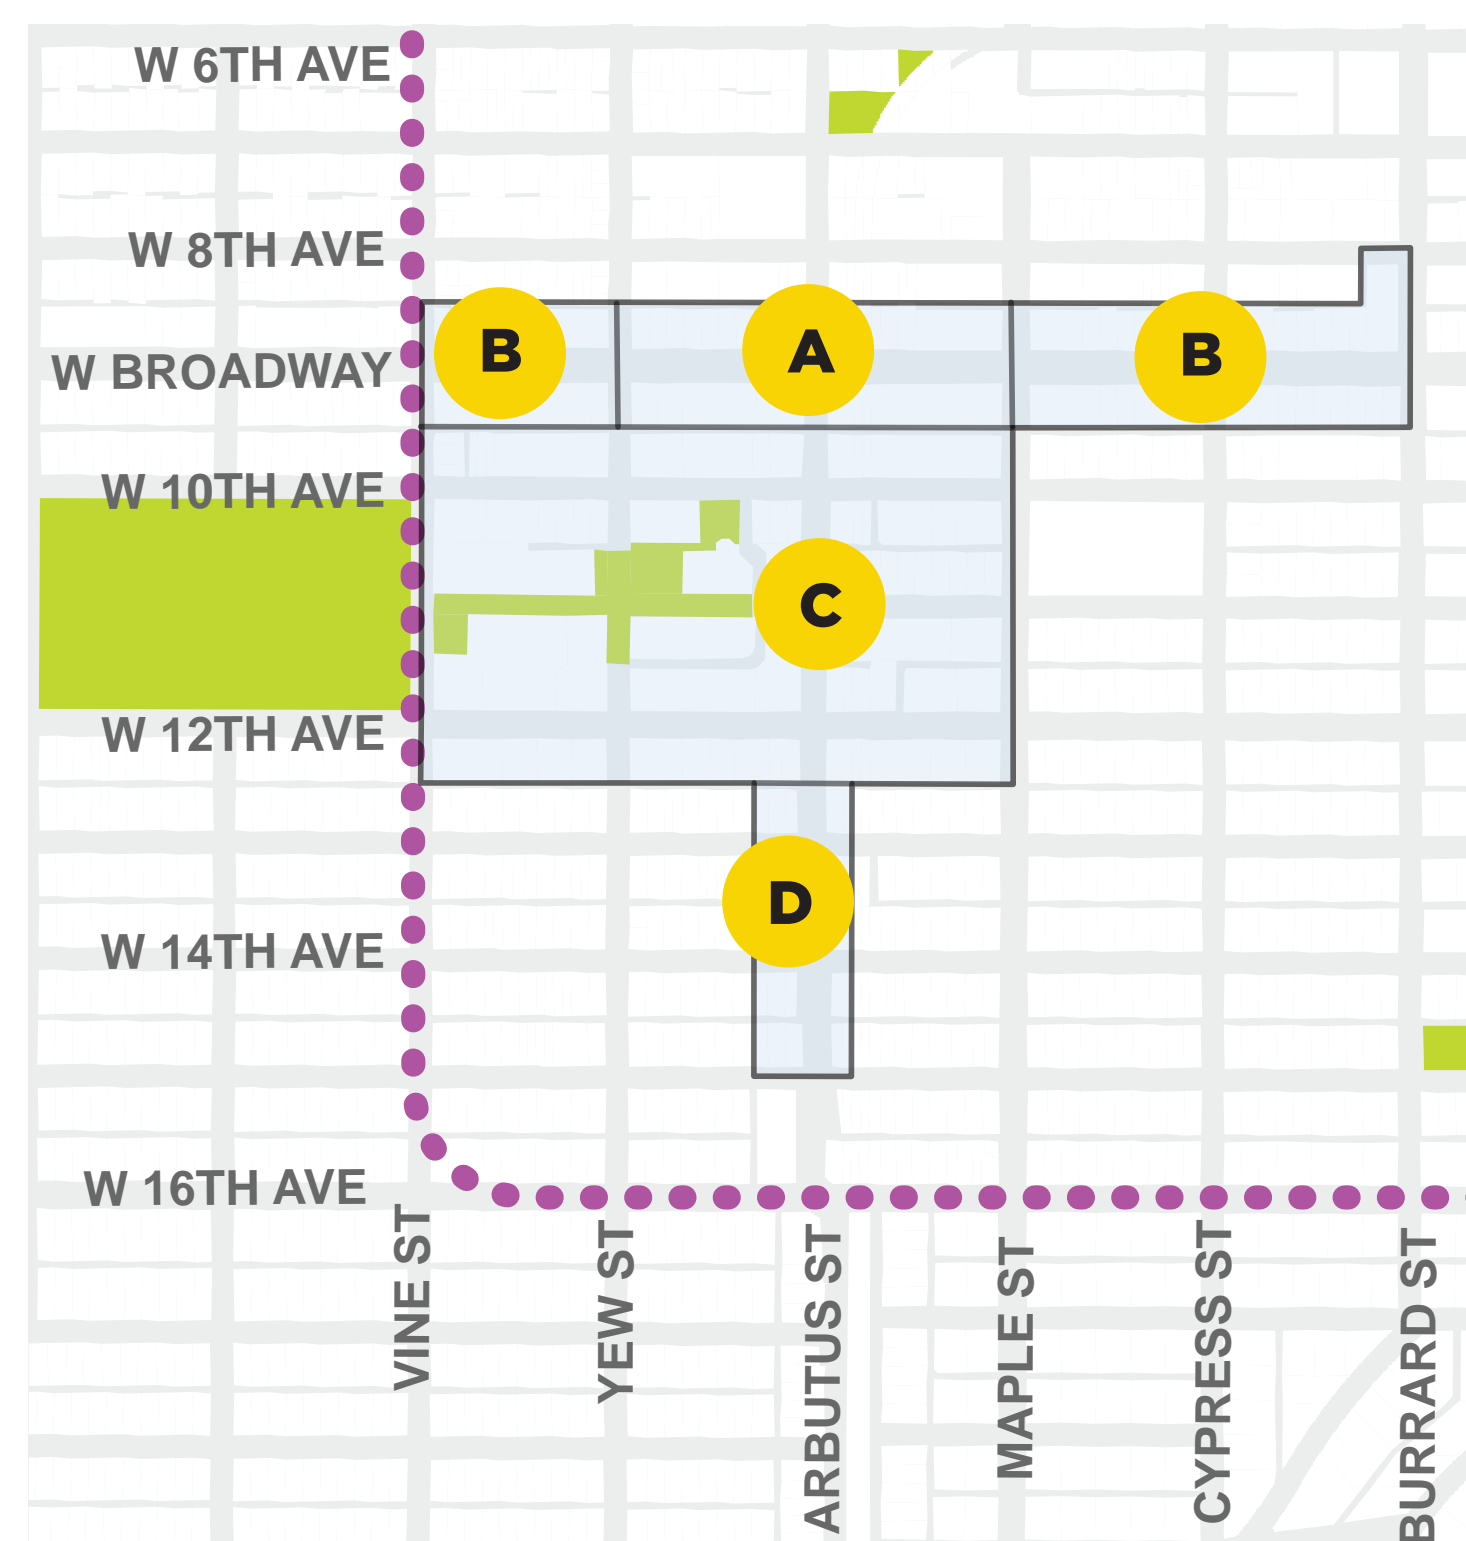 W 6TH AVE
W 8TH AVE
B
A
B
W BROADWAY
W 10TH AVE
C
W 12TH AVE
D
W 14TH AVE
W 16TH AVE
VINE ST
YEW ST
ARBUTUS ST
MAPLE ST
CYPRESS ST
BURRARD ST